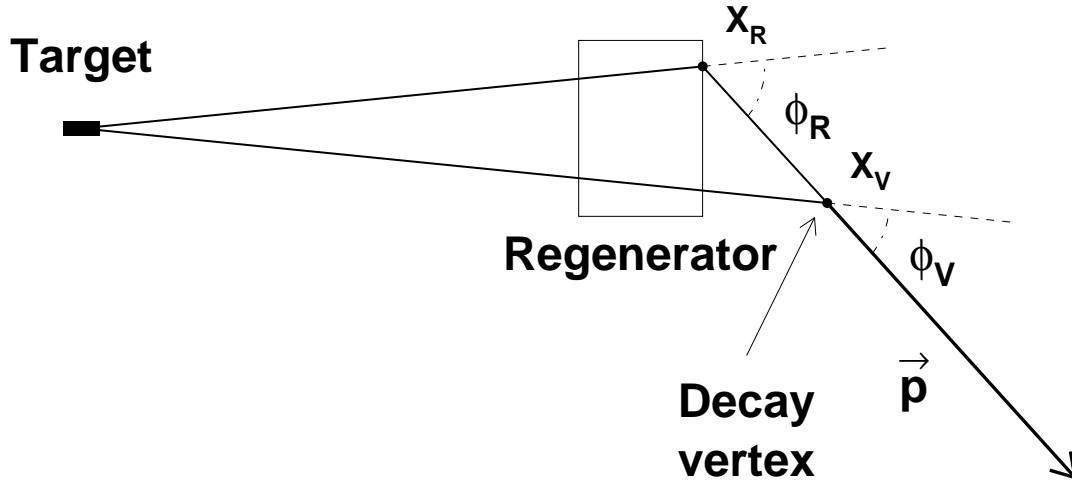 Target
X_R
ϕ_R
X_V
Regenerator
ϕ_V
p⃗
Decay
vertex